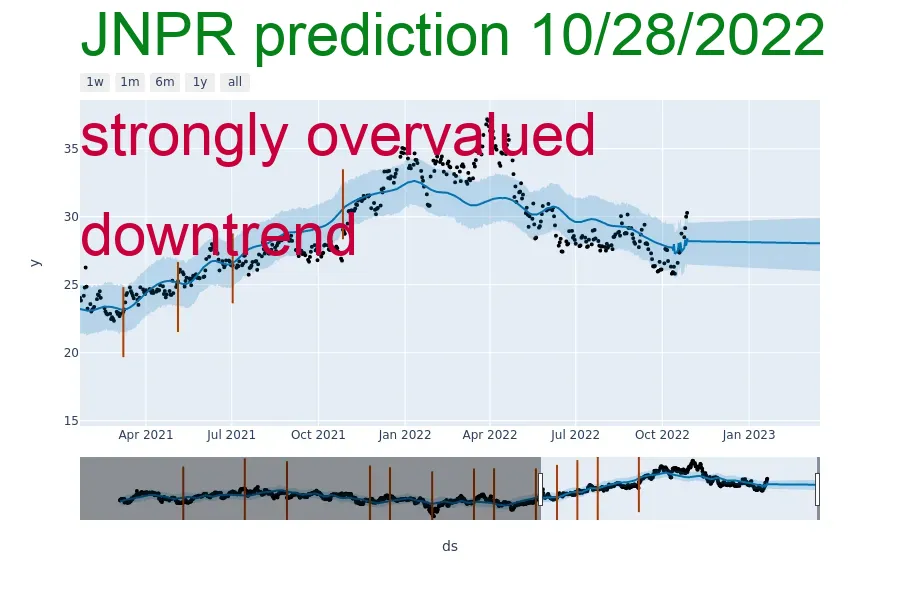 JNPR prediction 10/28/2022
1w 1m 6m 1y all
strongly overvalued
35
30
downtrend
y
25
20
15
Apr 2021 Jul 2021 Oct 2021 Jan 2022 Apr 2022 Jul 2022 Oct 2022 Jan 2023
ds